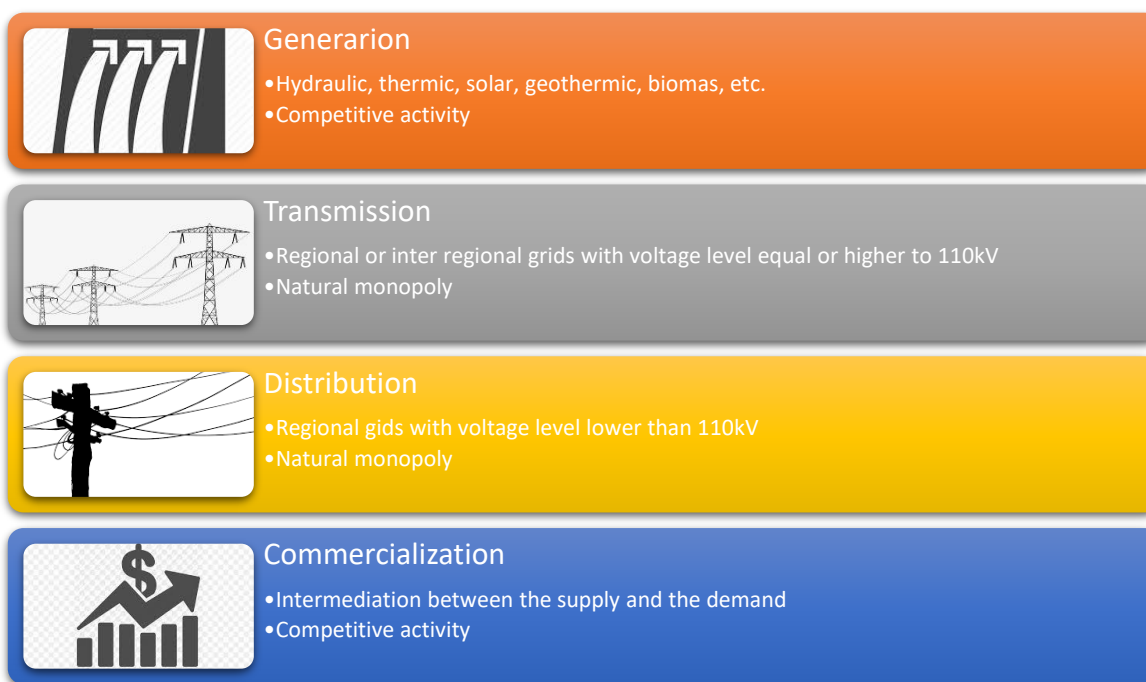 Generarion
•Hydraulic, thermic, solar, geothermic, biomas, etc.
•Competitive activity
Transmission
•Regional or inter regional grids with voltage level equal or higher to 110kV
•Natural monopoly
Distribution
•Regional gids with voltage level lower than 110kV
•Natural monopoly
$
Commercialization
•Intermediation between the supply and the demand
•Competitive activity